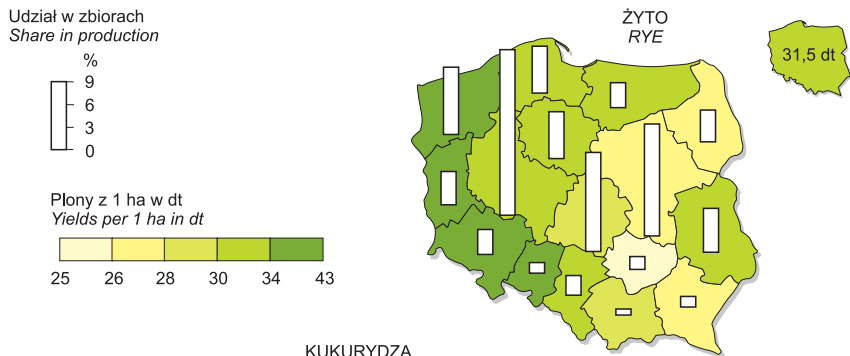 Udział w zbiorach
Share in production
%
9
6
3
0
Plony z 1 ha w dt
Yields per 1 ha in dt
25 26 28 30 34 43
ŻYTO
RYE
31,5 dt
KUKURYDZA